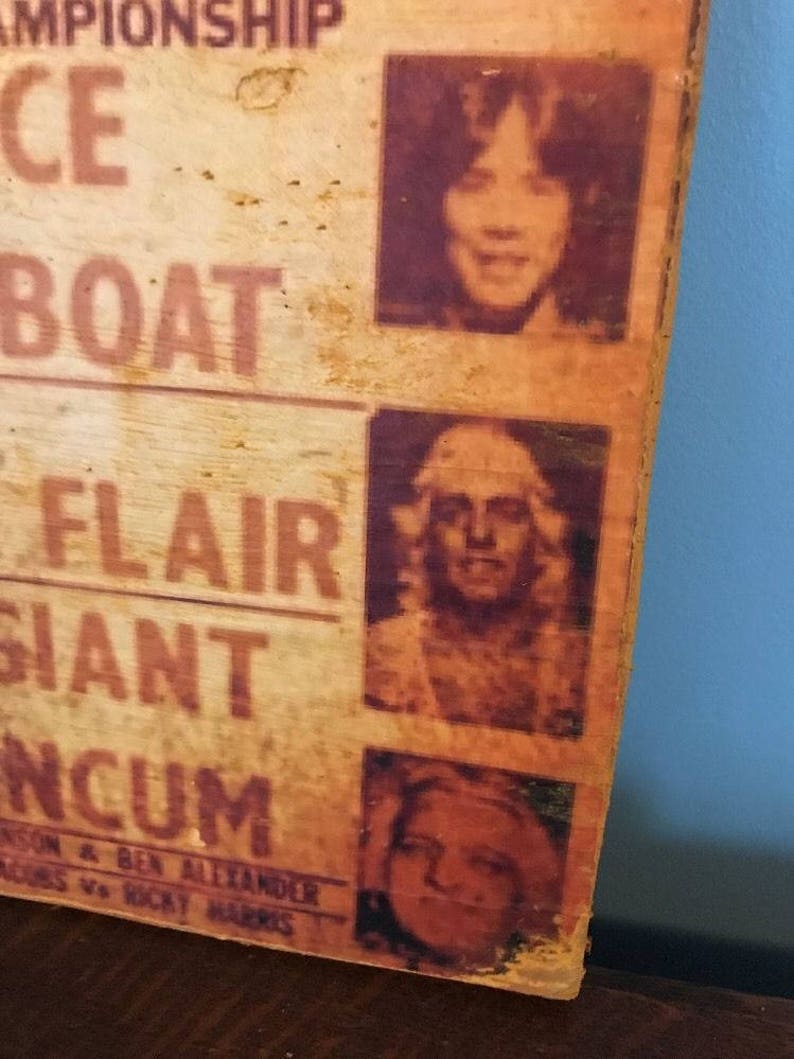 AMPIONSHIP
CE
BOAT
FLAIR
GIANT
NCUM
NSON & BEN ALEXANDER
ACOBS vs RICKY HARRIS